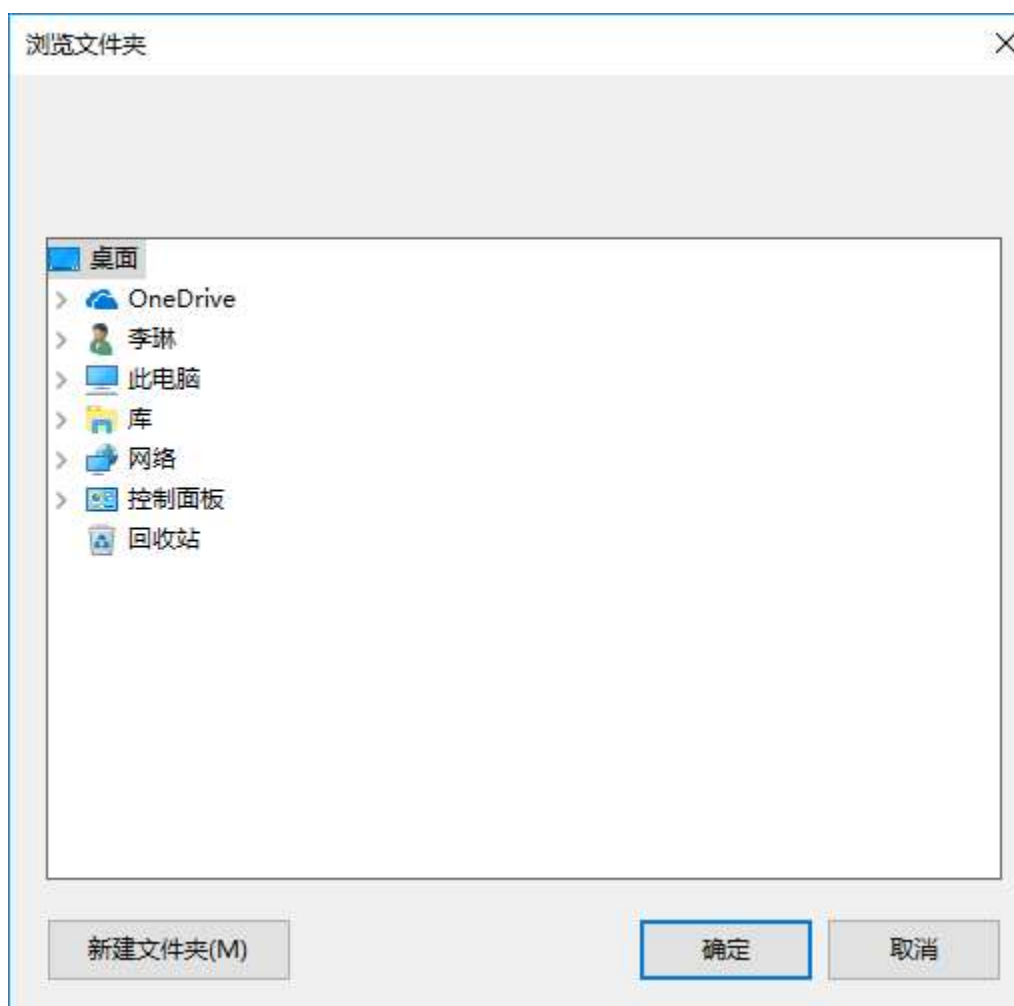 浏览文件夹
桌面
OneDrive
李琳
此电脑
库
网络
控制面板
回收站
新建文件夹(M)
确定
取消